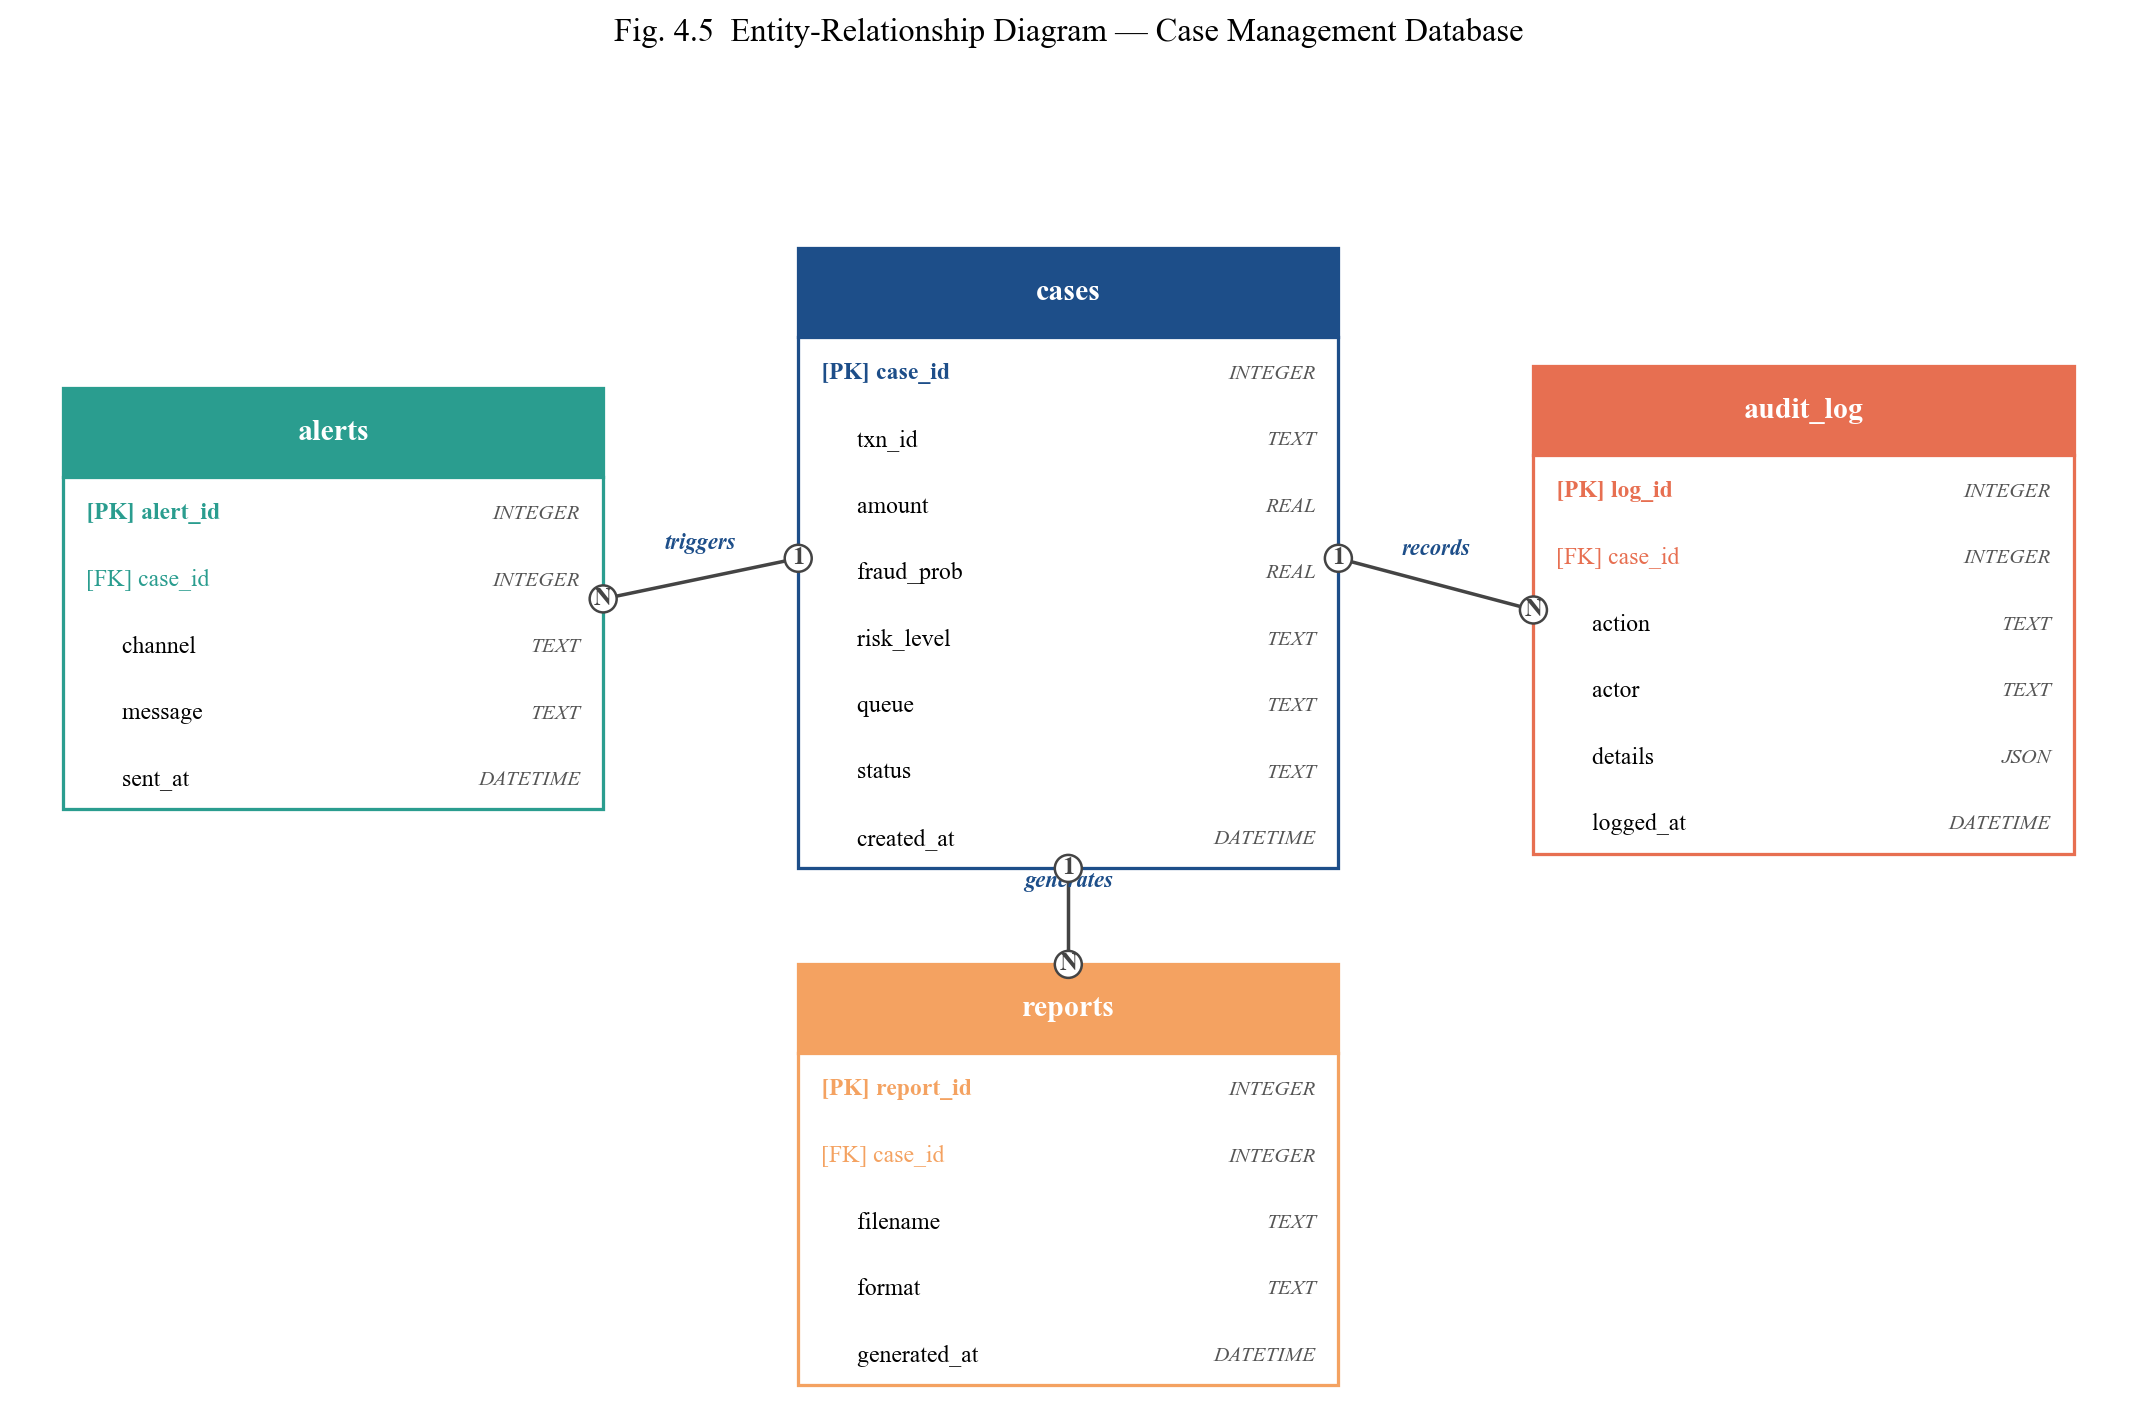 Fig. 4.5  Entity-Relationship Diagram — Case Management Database
cases
[PK] case_id INTEGER
txn_id TEXT
amount REAL
fraud_prob REAL
risk_level TEXT
queue TEXT
status TEXT
created_at DATETIME
alerts
[PK] alert_id INTEGER
[FK] case_id INTEGER
channel TEXT
message TEXT
sent_at DATETIME
triggers
N
1
audit_log
[PK] log_id INTEGER
[FK] case_id INTEGER
action TEXT
actor TEXT
details JSON
logged_at DATETIME
records
1
N
1
generates
N
reports
[PK] report_id INTEGER
[FK] case_id INTEGER
filename TEXT
format TEXT
generated_at DATETIME